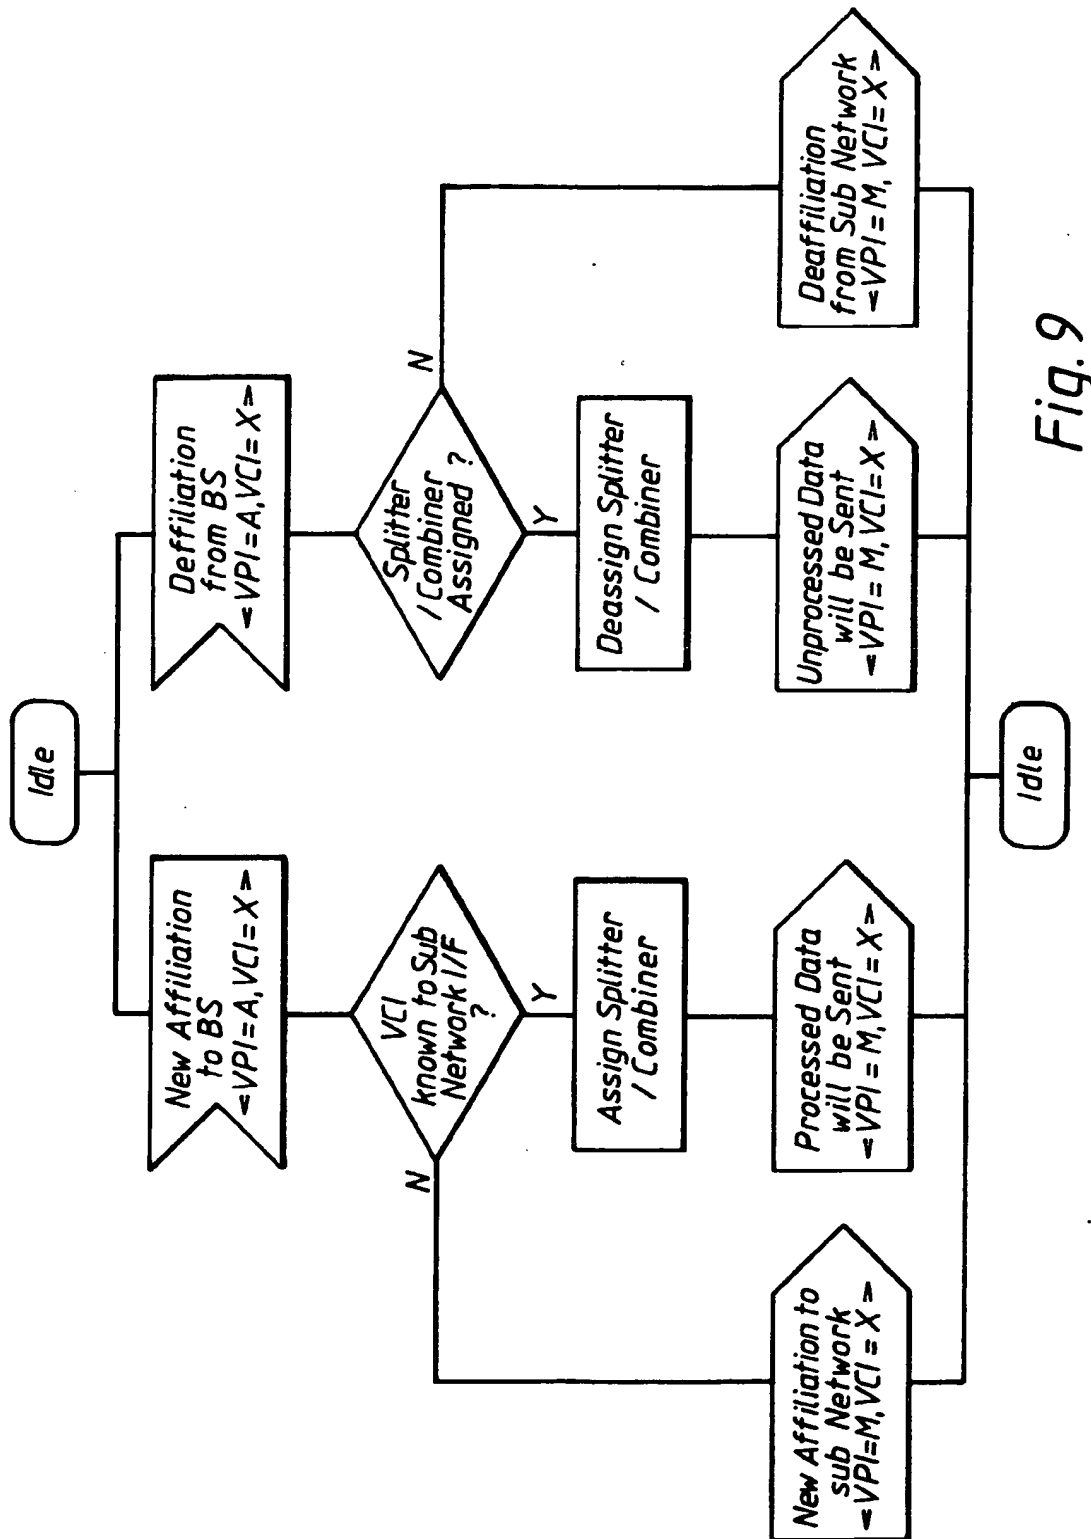 Idle
New Affiliation
to BS
<VPI=A,VCI=X>
Deffiliation
from BS
<VPI=A,VCI=X>
VCI
known to Sub
Network I/F
?
N
Y
Splitter
/ Combiner
Assigned ?
N
Y
Assign Splitter
/ Combiner
Deassign Splitter
/ Combiner
New Affiliation to
sub Network
<VPI=M,VCI=X>
Processed Data
will be Sent
<VPI=M,VCI=X>
Unprocessed Data
will be Sent
<VPI=M,VCI=X>
Deaffiliation
from Sub Network
<VPI=M, VCI=X>
Idle
Fig. 9